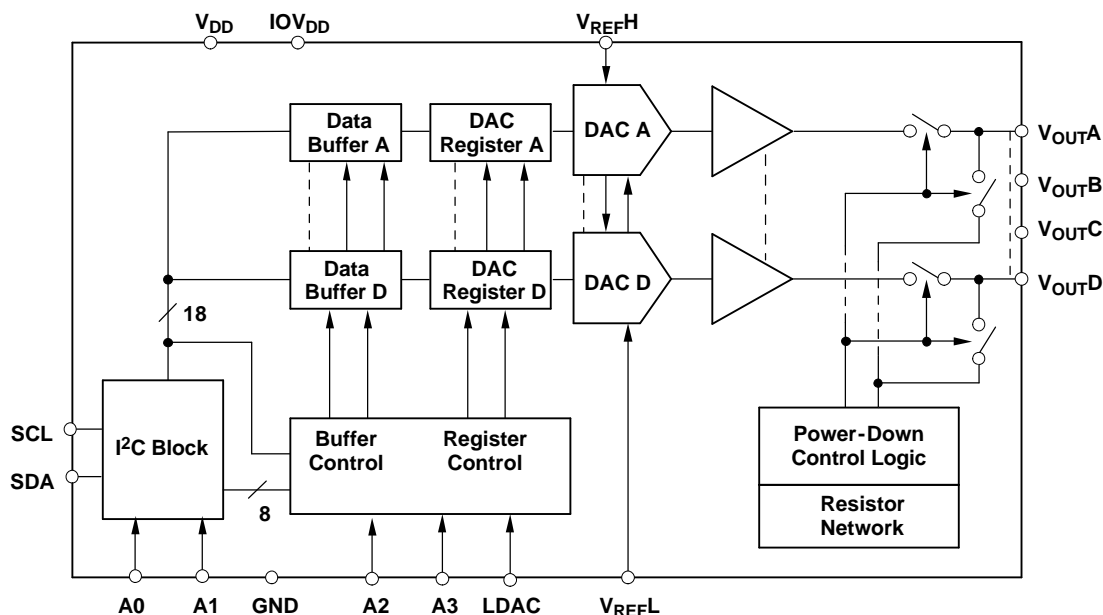 VDD IOVDD VREFH
Data Buffer A
DAC Register A
DAC A
VOUTA
VOUTB
VOUTC
Data Buffer D
DAC Register D
DAC D
VOUTD
18
I2C Block
SCL
SDA
8
Buffer Control
Register Control
Power-Down Control Logic
Resistor Network
A0 A1 GND A2 A3 LDAC VREFL